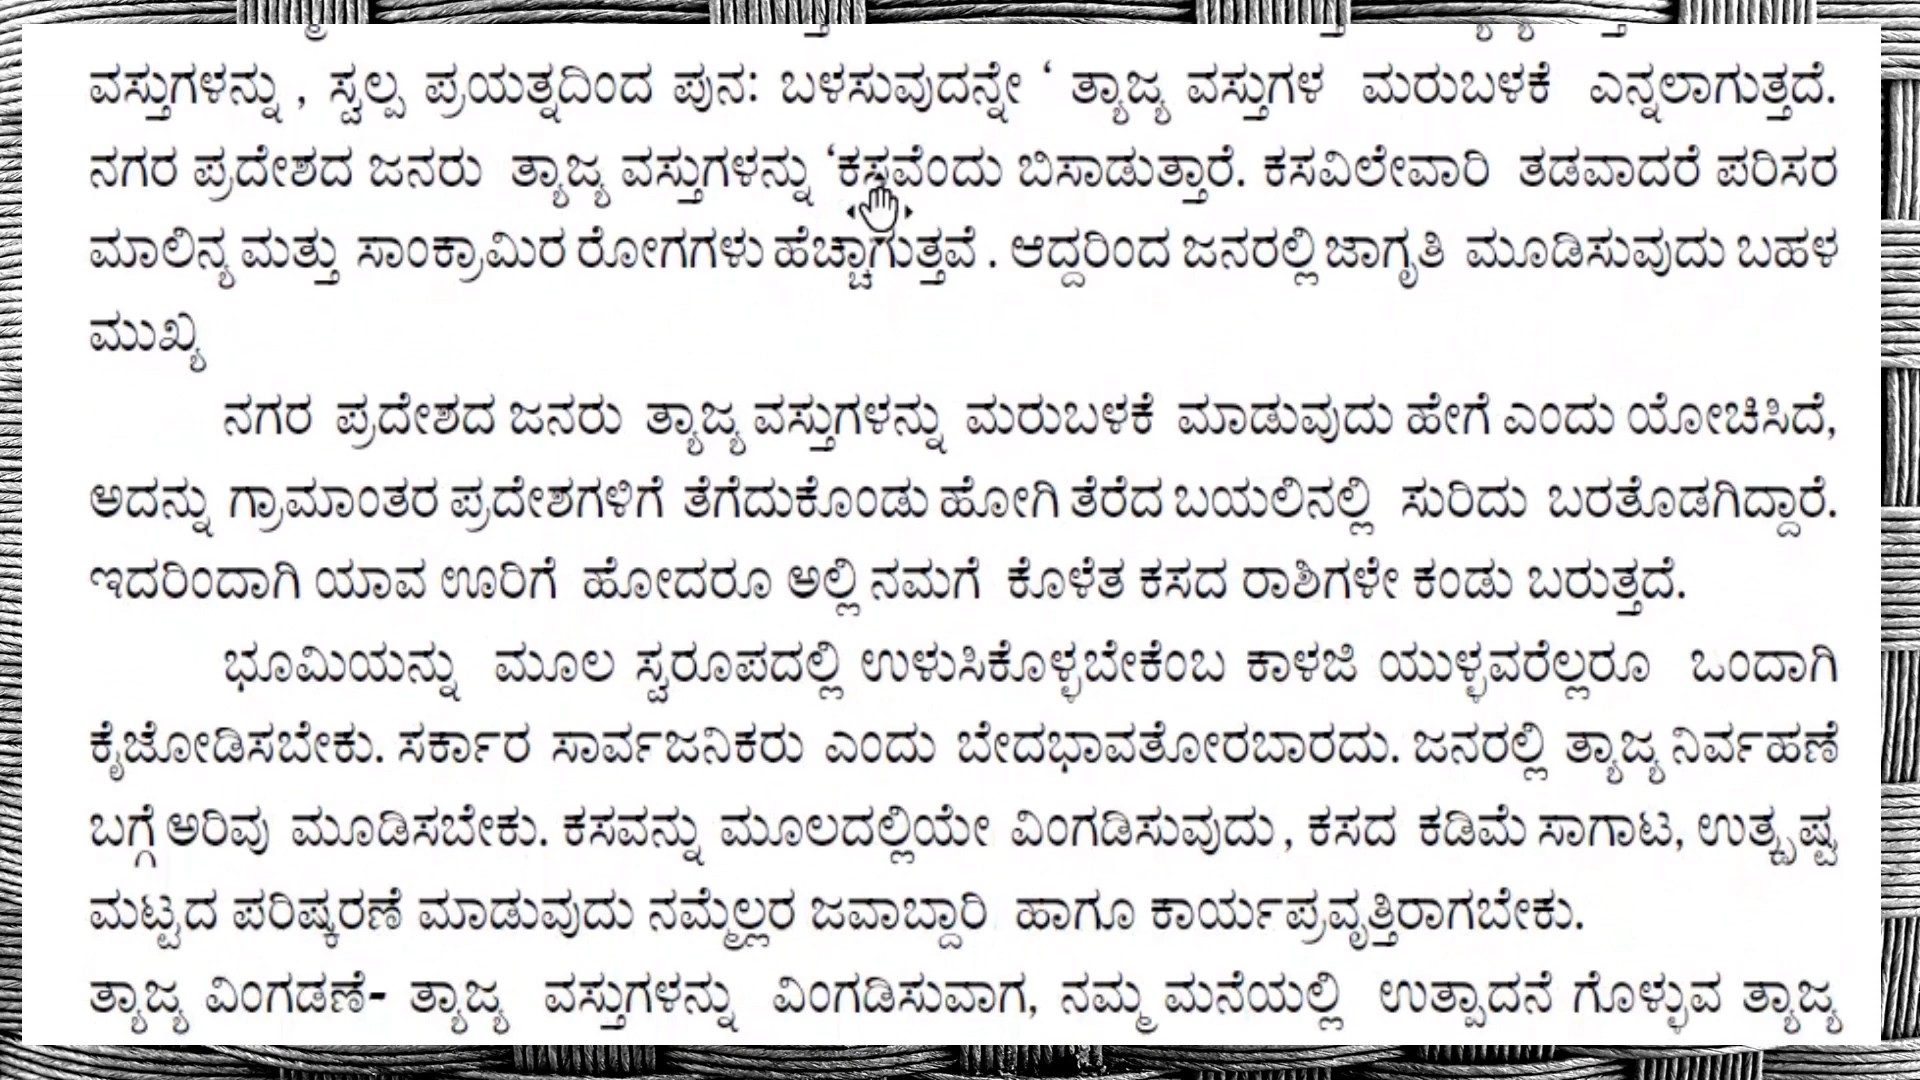 ವಸ್ತುಗಳನ್ನು , ಸ್ವಲ್ಪ ಪ್ರಯತ್ನದಿಂದ ಪುನ: ಬಳಸುವುದನ್ನೇ ‘ ತ್ಯಾಜ್ಯ ವಸ್ತುಗಳ ಮರುಬಳಕೆ ಎನ್ನಲಾಗುತ್ತದೆ.
ನಗರ ಪ್ರದೇಶದ ಜನರು ತ್ಯಾಜ್ಯ ವಸ್ತುಗಳನ್ನು ‘ಕಸವೆಂದು ಬಿಸಾಡುತ್ತಾರೆ. ಕಸವಿಲೇವಾರಿ ತಡವಾದರೆ ಪರಿಸರ
ಮಾಲಿನ್ಯ ಮತ್ತು ಸಾಂಕ್ರಾಮಿರ ರೋಗಗಳು ಹೆಚ್ಚಾಗುತ್ತವೆ . ಆದ್ದರಿಂದ ಜನರಲ್ಲಿ ಜಾಗೃತಿ ಮೂಡಿಸುವುದು ಬಹಳ
ಮುಖ್ಯ
ನಗರ ಪ್ರದೇಶದ ಜನರು ತ್ಯಾಜ್ಯ ವಸ್ತುಗಳನ್ನು ಮರುಬಳಕೆ ಮಾಡುವುದು ಹೇಗೆ ಎಂದು ಯೋಚಿಸಿದೆ,
ಅದನ್ನು ಗ್ರಾಮಾಂತರ ಪ್ರದೇಶಗಳಿಗೆ ತೆಗೆದುಕೊಂಡು ಹೋಗಿ ತೆರೆದ ಬಯಲಿನಲ್ಲಿ ಸುರಿದು ಬರತೊಡಗಿದ್ದಾರೆ.
ಇದರಿಂದಾಗಿ ಯಾವ ಊರಿಗೆ ಹೋದರೂ ಅಲ್ಲಿ ನಮಗೆ ಕೊಳೆತ ಕಸದ ರಾಶಿಗಳೇ ಕಂಡು ಬರುತ್ತದೆ.
ಭೂಮಿಯನ್ನು ಮೂಲ ಸ್ವರೂಪದಲ್ಲಿ ಉಳುಸಿಕೊಳ್ಳಬೇಕೆಂಬ ಕಾಳಜಿ ಯುಳ್ಳವರೆಲ್ಲರೂ ಒಂದಾಗಿ
ಕೈಜೋಡಿಸಬೇಕು. ಸರ್ಕಾರ ಸಾರ್ವಜನಿಕರು ಎಂದು ಬೇದಭಾವತೋರಬಾರದು. ಜನರಲ್ಲಿ ತ್ಯಾಜ್ಯ ನಿರ್ವಹಣೆ
ಬಗ್ಗೆ ಅರಿವು ಮೂಡಿಸಬೇಕು. ಕಸವನ್ನು ಮೂಲದಲ್ಲಿಯೇ ವಿಂಗಡಿಸುವುದು, ಕಸದ ಕಡಿಮೆ ಸಾಗಾಟ, ಉತ್ಕೃಷ್ಟ
ಮಟ್ಟದ ಪರಿಷ್ಕರಣೆ ಮಾಡುವುದು ನಮ್ಮೆಲ್ಲರ ಜವಾಬ್ದಾರಿ ಹಾಗೂ ಕಾರ್ಯಪ್ರವೃತ್ತಿರಾಗಬೇಕು.
ತ್ಯಾಜ್ಯ ವಿಂಗಡಣೆ- ತ್ಯಾಜ್ಯ ವಸ್ತುಗಳನ್ನು ವಿಂಗಡಿಸುವಾಗ, ನಮ್ಮ ಮನೆಯಲ್ಲಿ ಉತ್ಪಾದನೆ ಗೊಳ್ಳುವ ತ್ಯಾಜ್ಯ